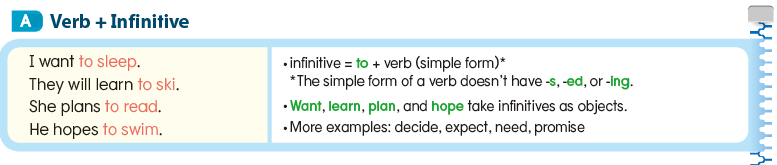 A Verb + Infinitive
I want to sleep.
They will learn to ski.
She plans to read.
He hopes to swim.
• infinitive = to + verb (simple form)*
*The simple form of a verb doesn't have -s, -ed, or -ing.
• Want, learn, plan, and hope take infinitives as objects.
• More examples: decide, expect, need, promise